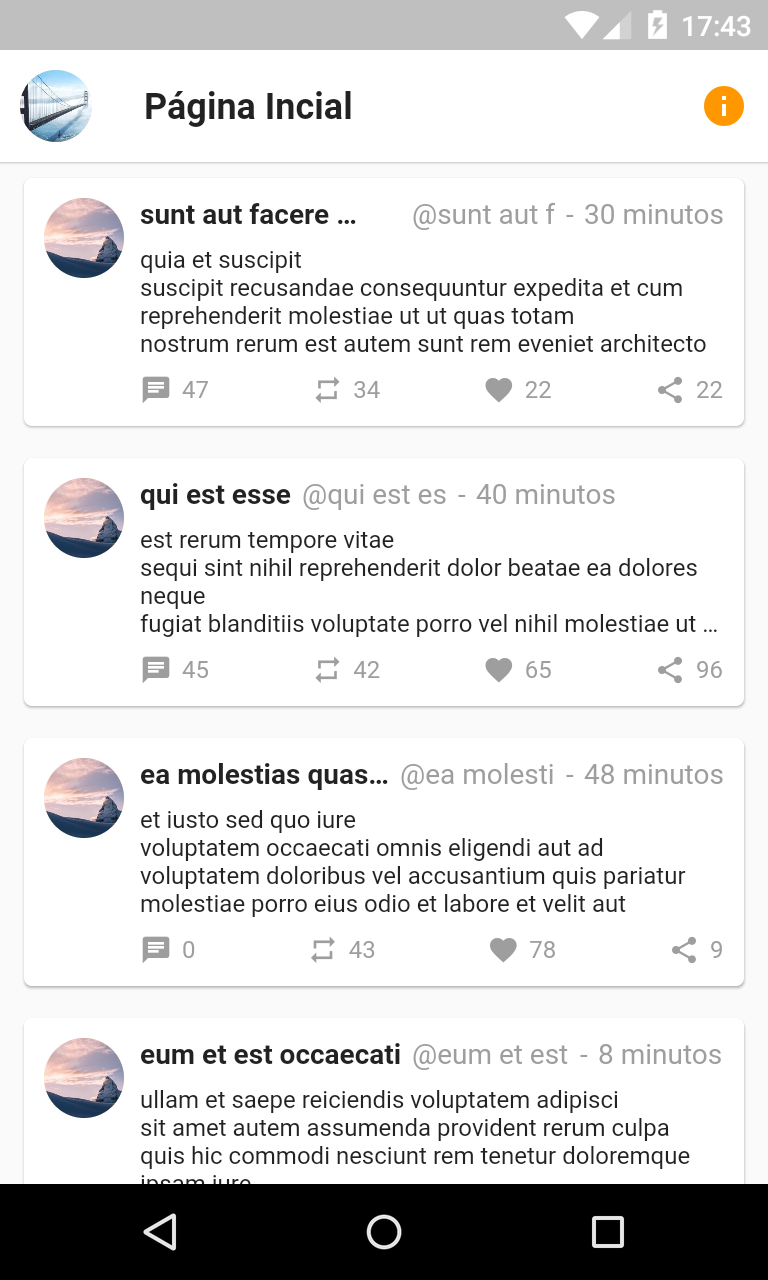 17:43
Página Incial
sunt aut facere … @sunt aut f - 30 minutos
quia et suscipit
suscipit recusandae consequuntur expedita et cum
reprehenderit molestiae ut ut quas totam
nostrum rerum est autem sunt rem eveniet architecto
47 34 22 22
qui est esse @qui est es - 40 minutos
est rerum tempore vitae
sequi sint nihil reprehenderit dolor beatae ea dolores
neque
fugiat blanditiis voluptate porro vel nihil molestiae ut …
45 42 65 96
ea molestias quas… @ea molesti - 48 minutos
et iusto sed quo iure
voluptatem occaecati omnis eligendi aut ad
voluptatem doloribus vel accusantium quis pariatur
molestiae porro eius odio et labore et velit aut
0 43 78 9
eum et est occaecati @eum et est - 8 minutos
ullam et saepe reiciendis voluptatem adipisci
sit amet autem assumenda provident rerum culpa
quis hic commodi nesciunt rem tenetur doloremque
ipsam iure